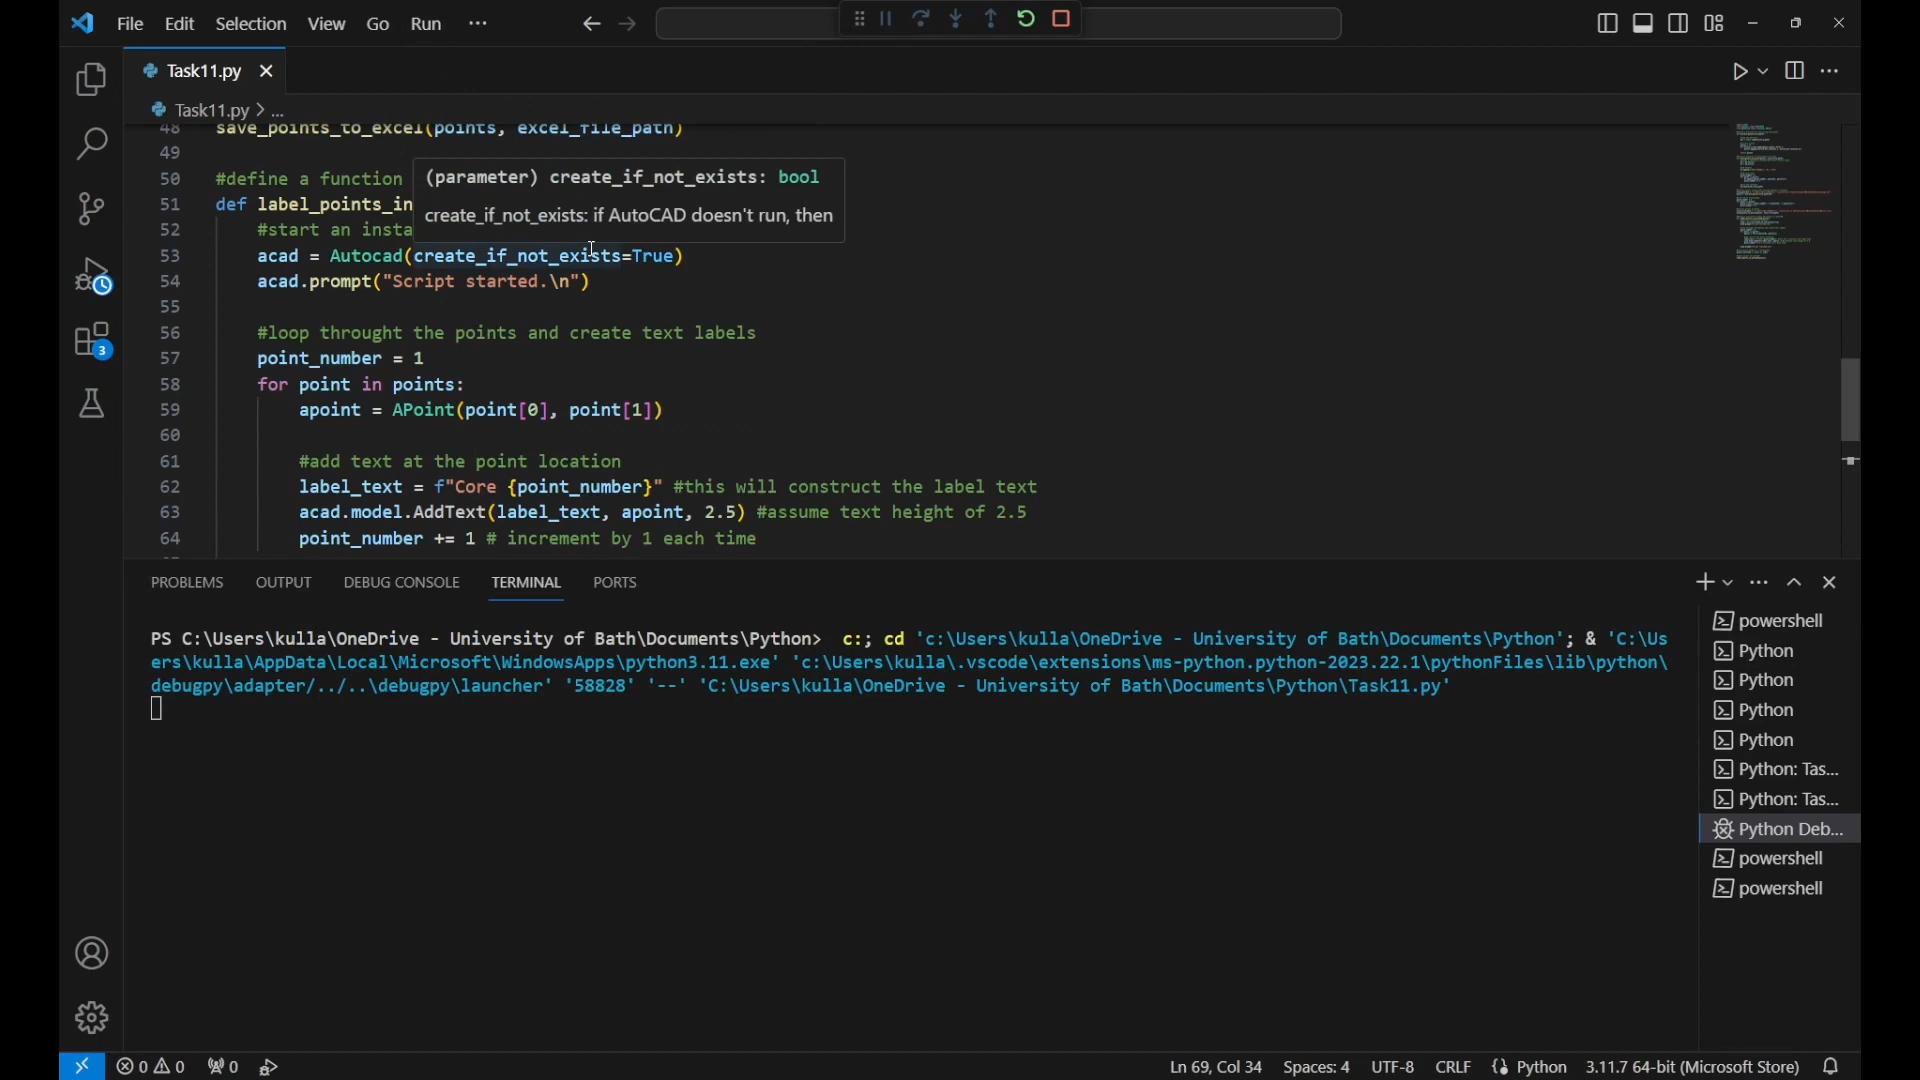 File Edit Selection View Go Run ...
Task11.py
Task11.py > ...
48 save_points_to_excel(points, excel_file_path)
49
50 #define a function
(parameter) create_if_not_exists: bool
51 def label_points_in
create_if_not_exists: if AutoCAD doesn't run, then
52 #start an insta
53 acad = Autocad(create_if_not_exists=True)
54 acad.prompt("Script started.\n")
55
56 #loop throught the points and create text labels
57 point_number = 1
58 for point in points:
59 apoint = APoint(point[0], point[1])
60
61 #add text at the point location
62 label_text = f"Core {point_number}" #this will construct the label text
63 acad.model.AddText(label_text, apoint, 2.5) #assume text height of 2.5
64 point_number += 1 # increment by 1 each time
PROBLEMS OUTPUT DEBUG CONSOLE TERMINAL PORTS
PS C:\Users\kulla\OneDrive - University of Bath\Documents\Python> c:; cd 'c:\Users\kulla\OneDrive - University of Bath\Documents\Python'; & 'C:\Us
ers\kulla\AppData\Local\Microsoft\WindowsApps\python3.11.exe' 'c:\Users\kulla\.vscode\extensions\ms-python.python-2023.22.1\pythonFiles\lib\python\
debugpy\adapter/../..\debugpy\launcher' '58828' '--' 'C:\Users\kulla\OneDrive - University of Bath\Documents\Python\Task11.py'
powershell
Python
Python
Python
Python
Python: Tas...
Python: Tas...
Python Deb...
powershell
powershell
3
0 0 0
Ln 69, Col 34 Spaces: 4 UTF-8 CRLF Python 3.11.7 64-bit (Microsoft Store)